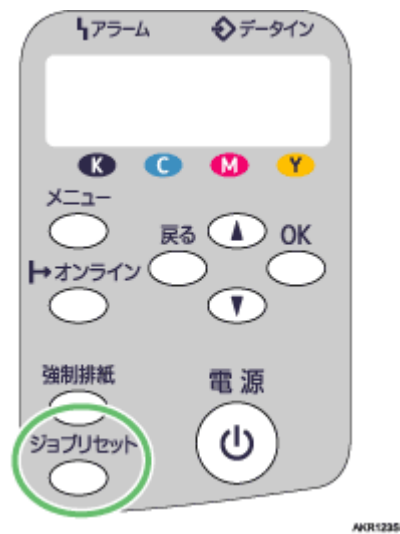 アラーム データイン
K C M Y
メニュー
戻る OK
オンライン
強制排紙 電源
ジョブリセット
AKR123S